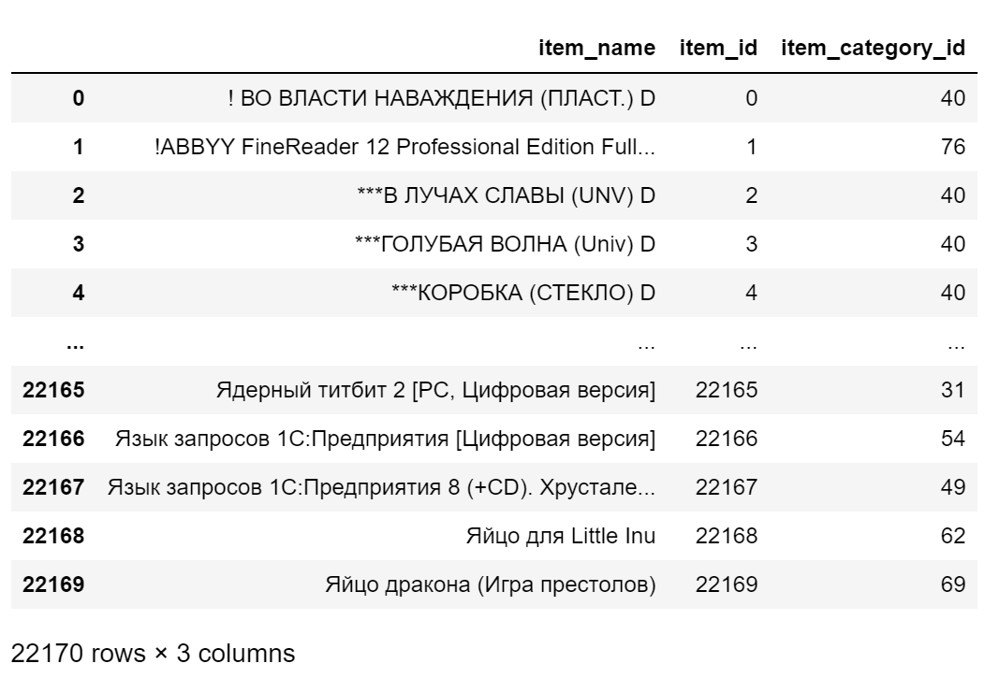 item_name item_id item_category_id
0 ! ВО ВЛАСТИ НАВАЖДЕНИЯ (ПЛАСТ.) D 0 40
1 !ABBYY FineReader 12 Professional Edition Full... 1 76
2 ***В ЛУЧАХ СЛАВЫ (UNV) D 2 40
3 ***ГОЛУБАЯ ВОЛНА (Univ) D 3 40
4 ***КОРОБКА (СТЕКЛО) D 4 40
... ... ... ...
22165 Ядерный титбит 2 [PC, Цифровая версия] 22165 31
22166 Язык запросов 1С:Предприятия [Цифровая версия] 22166 54
22167 Язык запросов 1С:Предприятия 8 (+CD). Хрустале... 22167 49
22168 Яйцо для Little Inu 22168 62
22169 Яйцо дракона (Игра престолов) 22169 69
22170 rows × 3 columns